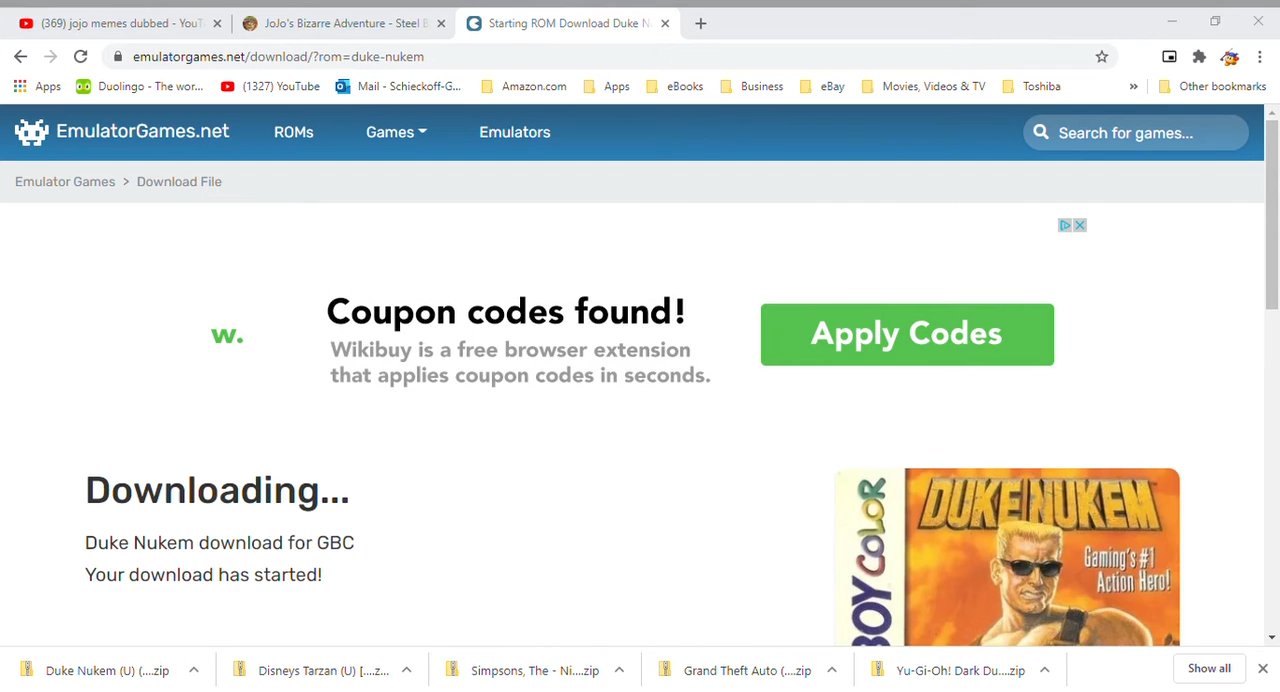 (369) jojo memes dubbed - YouT
JoJo's Bizarre Adventure - Steel B
Starting ROM Download Duke N
emulatorgames.net/download/?rom=duke-nukem
Apps
Duolingo - The wor...
(1327) YouTube
Mail - Schieckoff-G...
Amazon.com
Apps
eBooks
Business
eBay
Movies, Videos & TV
Toshiba
»
Other bookmarks
EmulatorGames.net
ROMs
Games
Emulators
Search for games...
Emulator Games > Download File
Coupon codes found!
w.
Wikibuy is a free browser extension
that applies coupon codes in seconds.
Apply Codes
Downloading...
Duke Nukem download for GBC
Your download has started!
BOY COLOR
DUKE NUKEM
Gaming's #1
Action Hero!
Duke Nukem (U) (....zip
Disneys Tarzan (U) [....z...
Simpsons, The - Ni....zip
Grand Theft Auto (....zip
Yu-Gi-Oh! Dark Du....zip
Show all